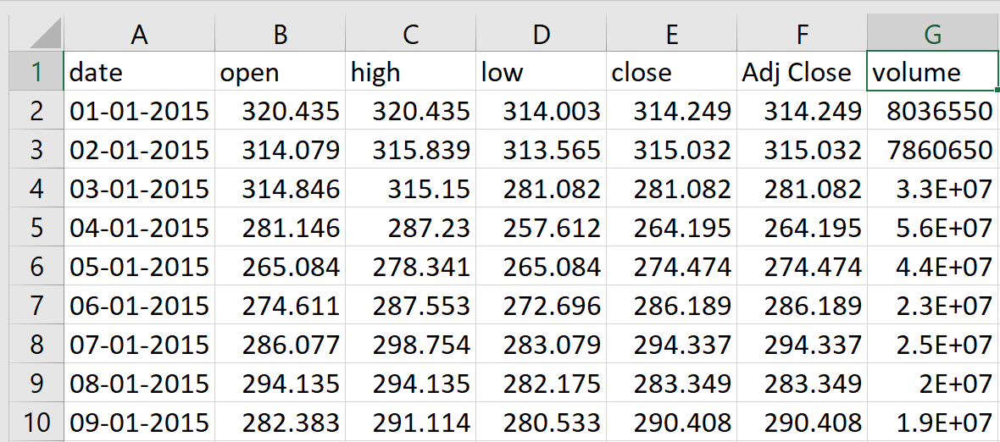 A B C D E F G
1 date open high low close Adj Close volume
2 01-01-2015 320.435 320.435 314.003 314.249 314.249 8036550
3 02-01-2015 314.079 315.839 313.565 315.032 315.032 7860650
4 03-01-2015 314.846 315.15 281.082 281.082 281.082 3.3E+07
5 04-01-2015 281.146 287.23 257.612 264.195 264.195 5.6E+07
6 05-01-2015 265.084 278.341 265.084 274.474 274.474 4.4E+07
7 06-01-2015 274.611 287.553 272.696 286.189 286.189 2.3E+07
8 07-01-2015 286.077 298.754 283.079 294.337 294.337 2.5E+07
9 08-01-2015 294.135 294.135 282.175 283.349 283.349 2E+07
10 09-01-2015 282.383 291.114 280.533 290.408 290.408 1.9E+07